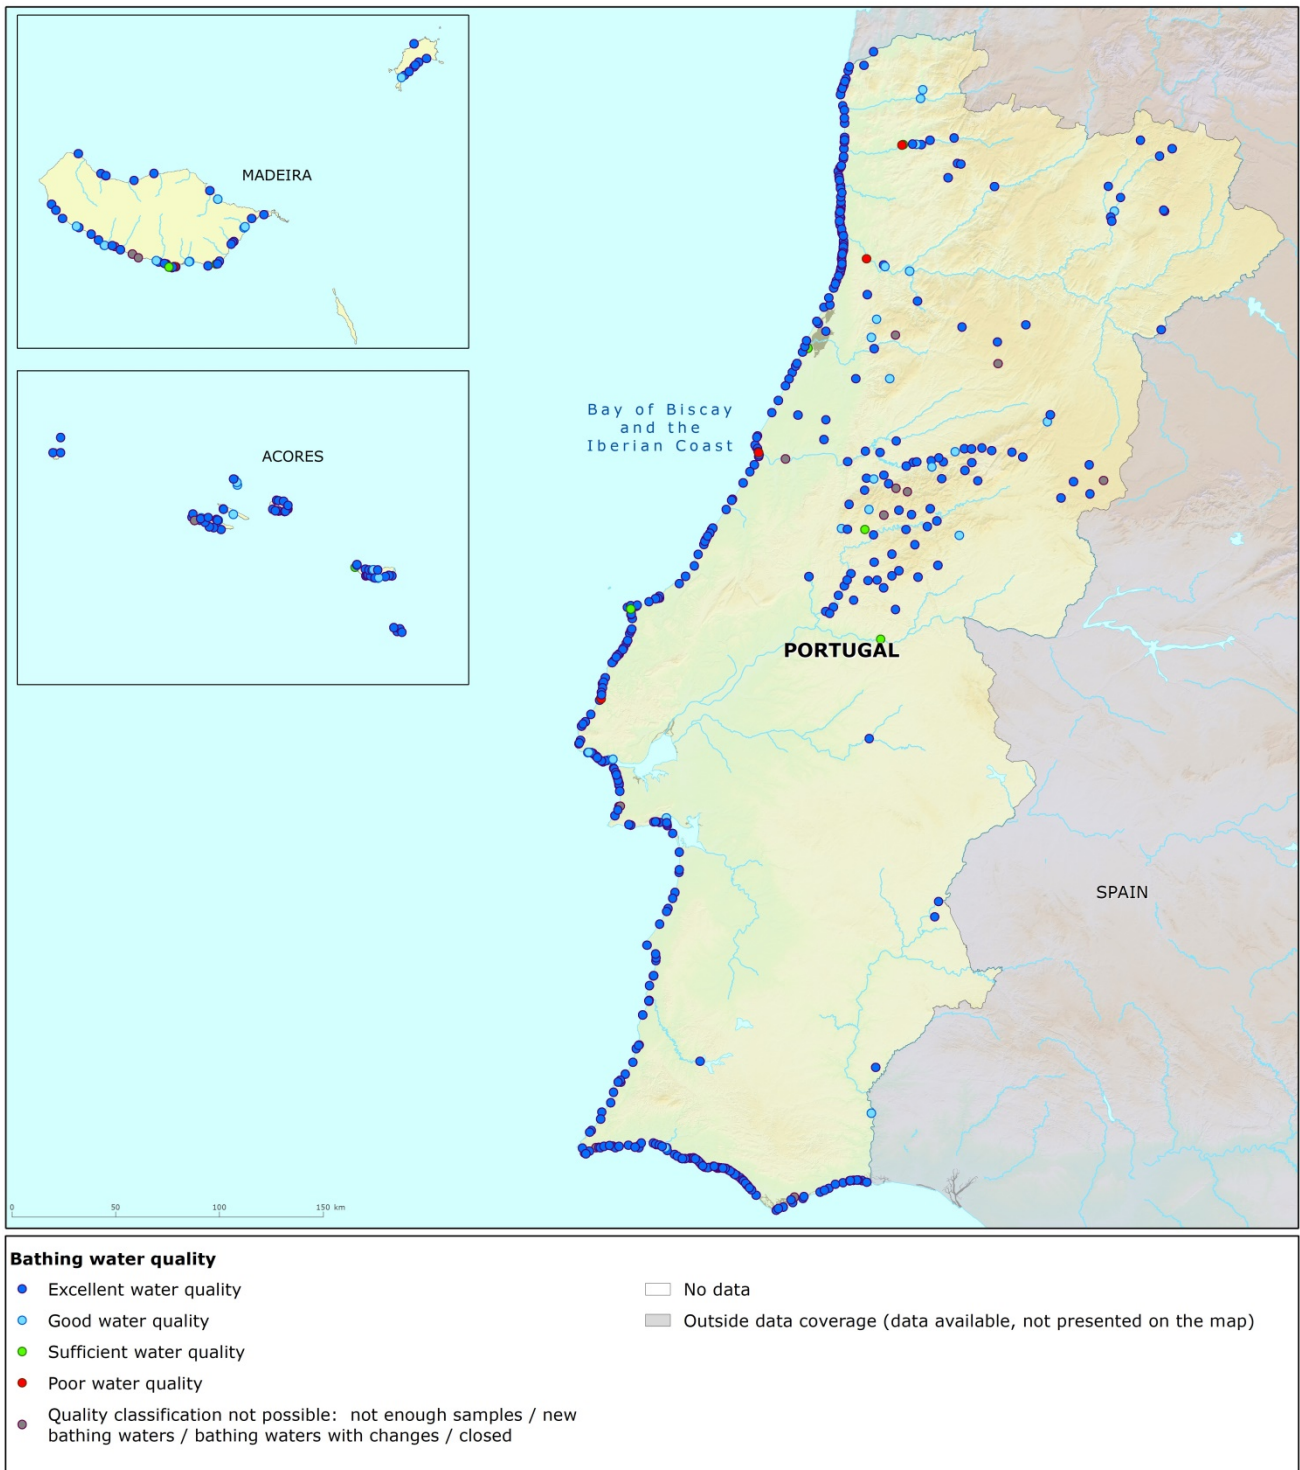 MADEIRA
ACORES
Bay of Biscay
and the
Iberian Coast
PORTUGAL
SPAIN
0 50 100 150 km
Bathing water quality
Excellent water quality
Good water quality
Sufficient water quality
Poor water quality
Quality classification not possible: not enough samples / new
bathing waters / bathing waters with changes / closed
No data
Outside data coverage (data available, not presented on the map)